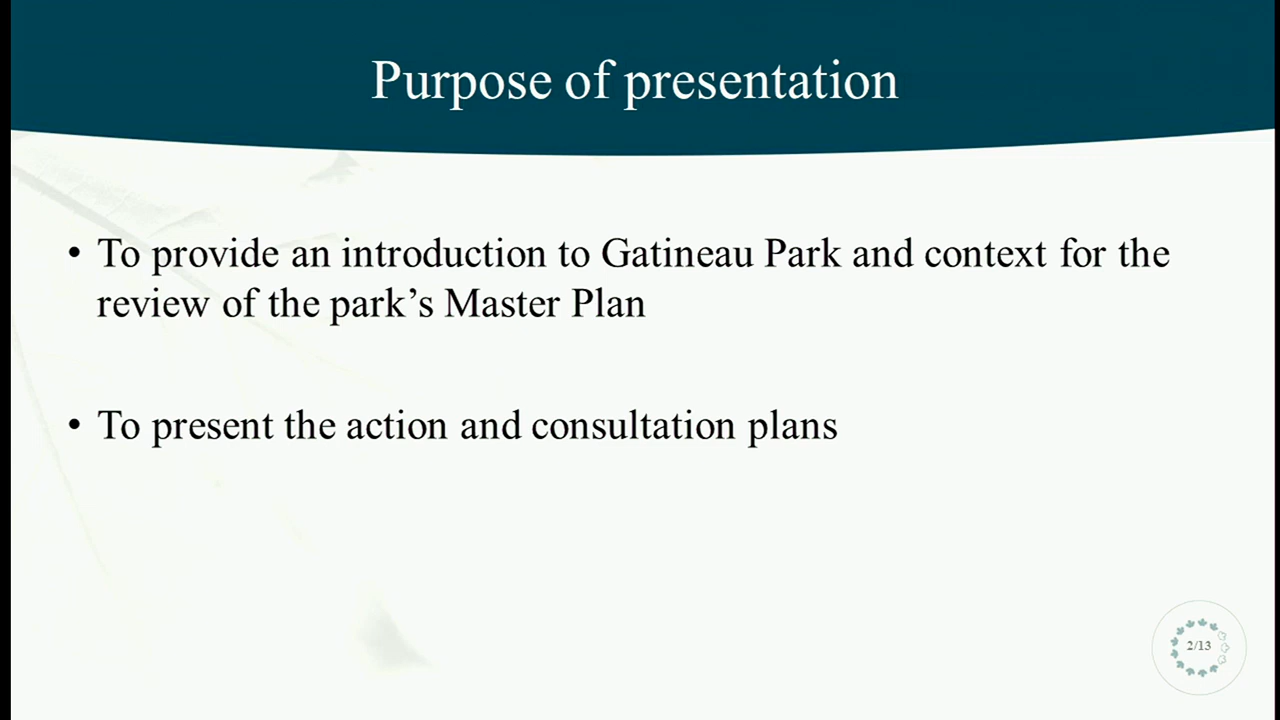 Purpose of presentation
• To provide an introduction to Gatineau Park and context for the
review of the park’s Master Plan
• To present the action and consultation plans
2/13